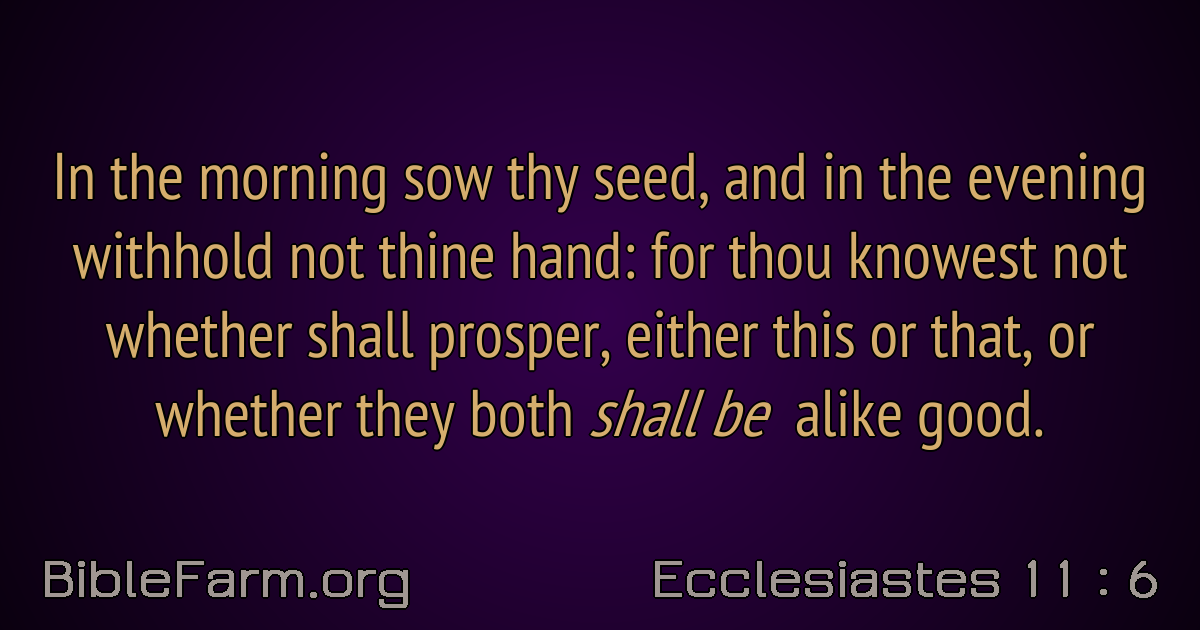 In the morning sow thy seed, and in the evening
withhold not thine hand: for thou knowest not
whether shall prosper, either this or that, or
whether they both shall be alike good.
BibleFarm.org
Ecclesiastes 11 : 6